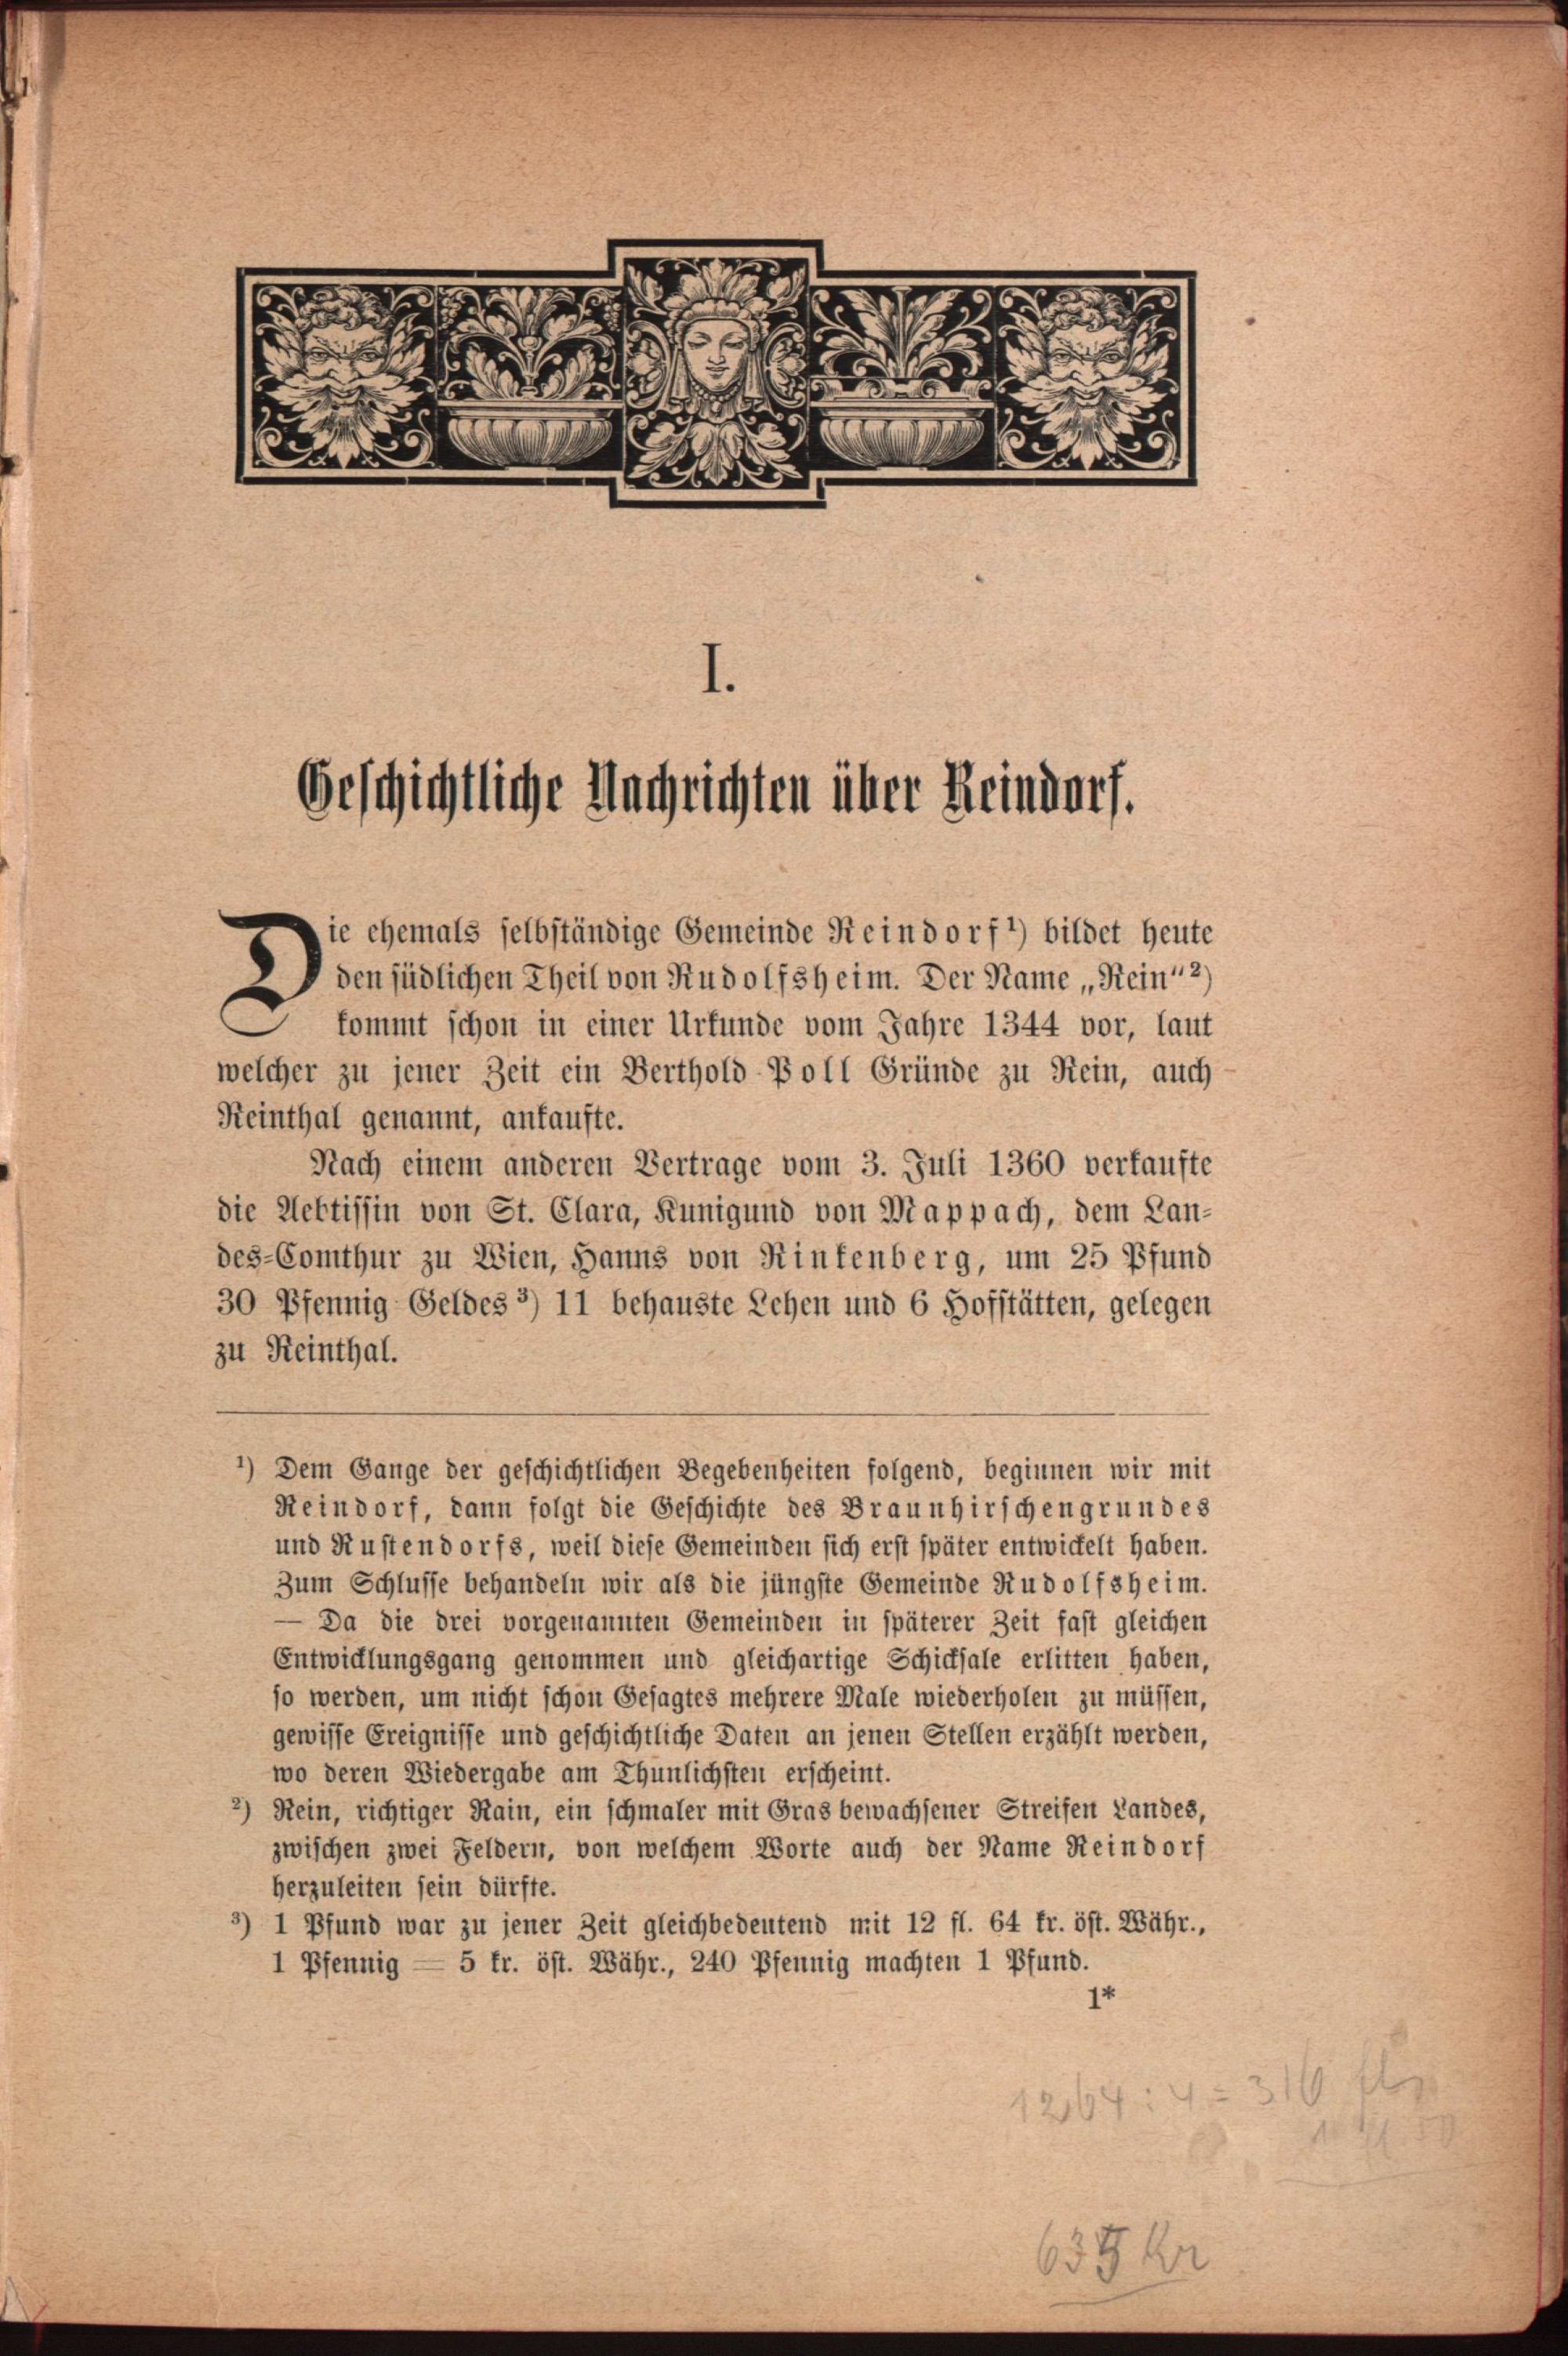 I.
Geschichtliche Nachrichten über Reindorf.
Die ehemals selbständige Gemeinde Reindorf¹) bildet heute
den südlichen Theil von Rudolfsheim. Der Name „Rein“²)
kommt schon in einer Urkunde vom Jahre 1344 vor, laut
welcher zu jener Zeit ein Berthold Poll Gründe zu Rein, auch
Reinthal genannt, ankaufte.
Nach einem anderen Vertrage vom 3. Juli 1360 verkaufte
die Aebtissin von St. Clara, Kunigund von Mappach, dem Lan-
des-Comthur zu Wien, Hanns von Rinkenberg, um 25 Pfund
30 Pfennig Geldes³) 11 behauste Lehen und 6 Hofstätten, gelegen
zu Reinthal.
¹) Dem Gange der geschichtlichen Begebenheiten folgend, beginnen wir mit
Reindorf, dann folgt die Geschichte des Braunhirschengrundes
und Rustendorfs, weil diese Gemeinden sich erst später entwickelt haben.
Zum Schlusse behandeln wir als die jüngste Gemeinde Rudolfsheim.
— Da die drei vorgenannten Gemeinden in späterer Zeit fast gleichen
Entwicklungsgang genommen und gleichartige Schicksale erlitten haben,
so werden, um nicht schon Gesagtes mehrere Male wiederholen zu müssen,
gewisse Ereignisse und geschichtliche Daten an jenen Stellen erzählt werden,
wo deren Wiedergabe am Thunlichsten erscheint.
²) Rein, richtiger Rain, ein schmaler mit Gras bewachsener Streifen Landes,
zwischen zwei Feldern, von welchem Worte auch der Name Reindorf
herzuleiten sein dürfte.
³) 1 Pfund war zu jener Zeit gleichbedeutend mit 12 fl. 64 kr. öst. Währ.,
1 Pfennig = 5 kr. öst. Währ., 240 Pfennig machten 1 Pfund.
1*
1264 : 4 = 316 fl
Kr